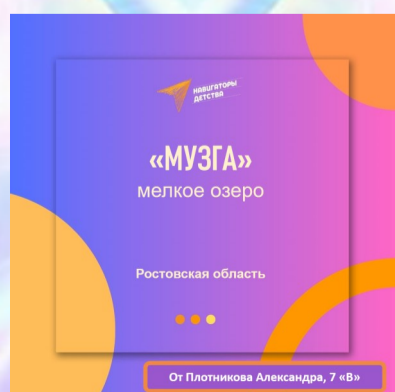 НАВИГАТОРЫ
ДЕТСТВА
«МУЗГА»
мелкое озеро
Ростовская область
От Плотникова Александра, 7 «В»